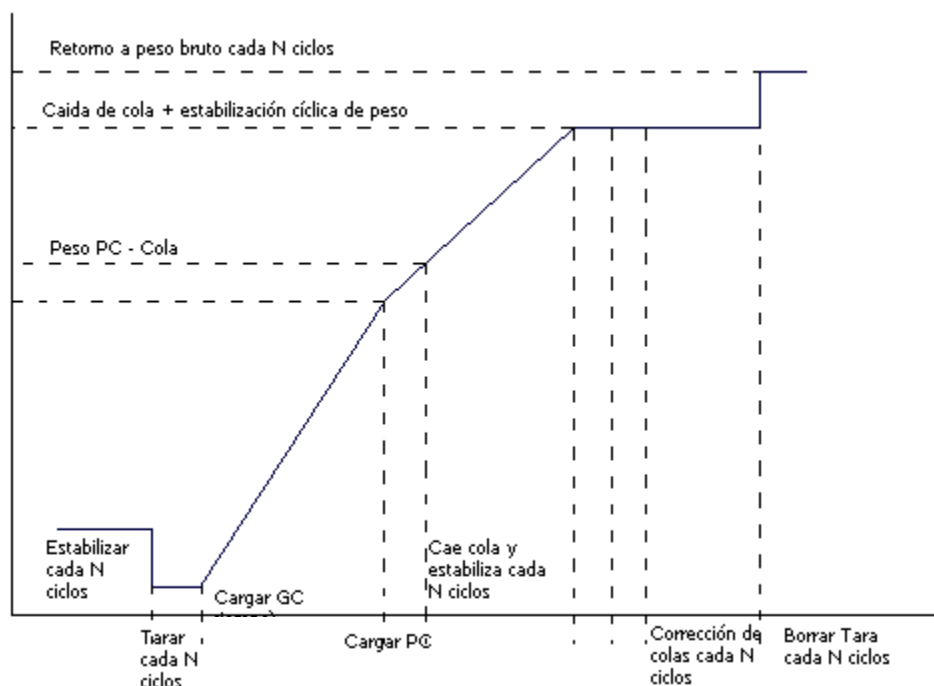 Retorno a peso bruto cada N ciclos
Caida de cola + estabilización cíclica de peso
Peso PC - Cola
Estabilizar
cada N
ciclos
Cargar GC
Cae cola y
estabiliza cada
N ciclos
Tarar
cada N
ciclos
Cargar PC
Corrección de
colas cada N
ciclos
Borrar Tara
cada N ciclos